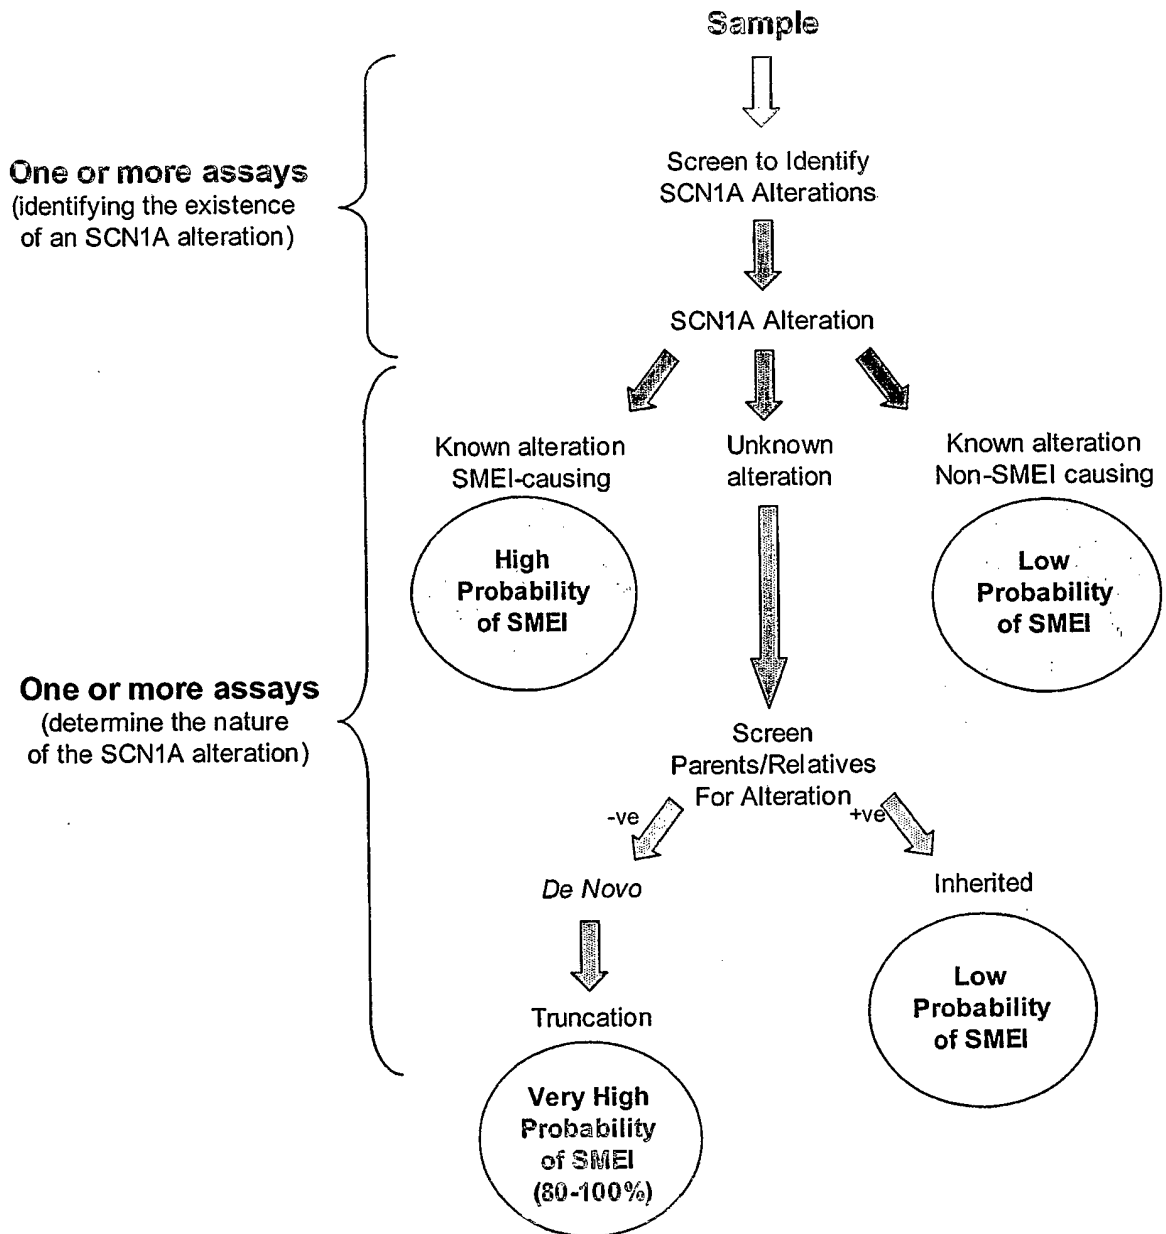 Sample
Screen to Identify
SCN1A Alterations
One or more assays
(identifying the existence
of an SCN1A alteration)
SCN1A Alteration
Known alteration
SMEI-causing
Unknown
alteration
Known alteration
Non-SMEI causing
High
Probability
of SMEI
Low
Probability
of SMEI
One or more assays
(determine the nature
of the SCN1A alteration)
Screen
Parents/Relatives
For Alteration
-ve
+ve
De Novo
Inherited
Truncation
Low
Probability
of SMEI
Very High
Probability
of SMEI
(80-100%)